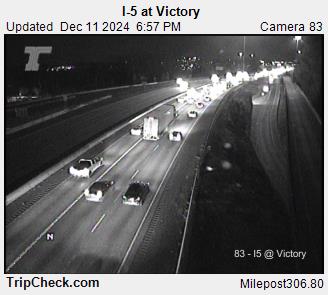 I-5 at Victory
Updated Dec 11 2024 6:57 PM
Camera 83
T
N
83 - I5 @ Victory
TripCheck.com
Milepost306.80